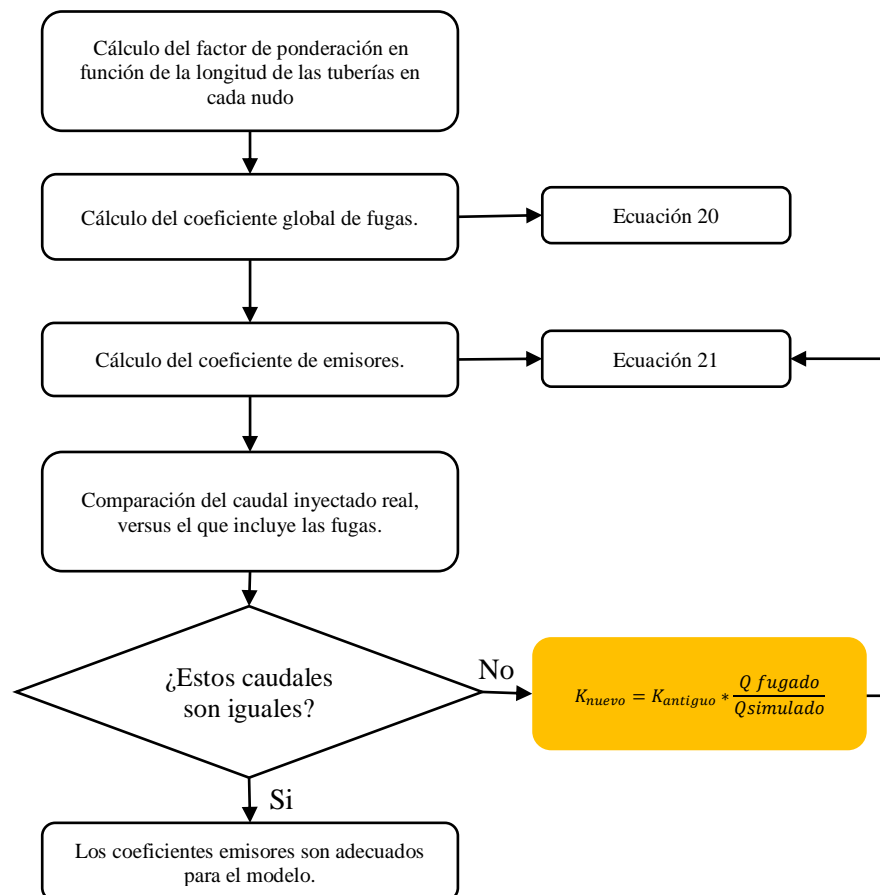 Cálculo del factor de ponderación en
función de la longitud de las tuberías en
cada nudo
Cálculo del coeficiente global de fugas.
Ecuación 20
Cálculo del coeficiente de emisores.
Ecuación 21
Comparación del caudal inyectado real,
versus el que incluye las fugas.
¿Estos caudales
son iguales?
No
K_nuevo = K_antiguo * Q fugado / Qsimulado
Si
Los coeficientes emisores son adecuados
para el modelo.